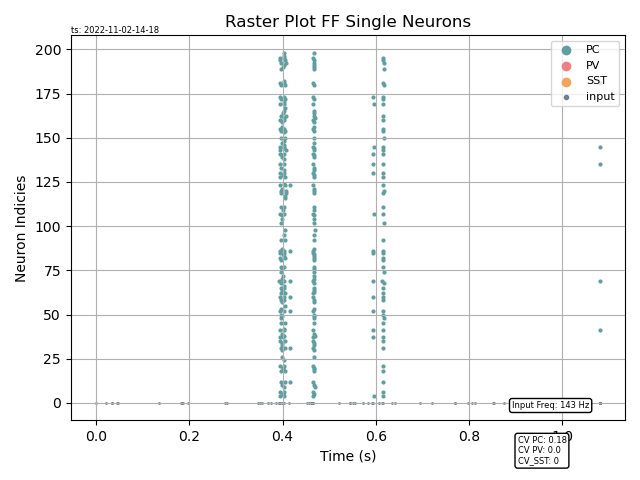 Raster Plot FF Single Neurons
ts: 2022-11-02-14-18
200
175
150
125
100
75
50
25
0
Neuron Indicies
PC
PV
SST
input
Input Freq: 143 Hz
0.0 0.2 0.4 0.6 0.8 1.0
Time (s)
CV PC: 0.18
CV PV: 0.0
CV_SST: 0